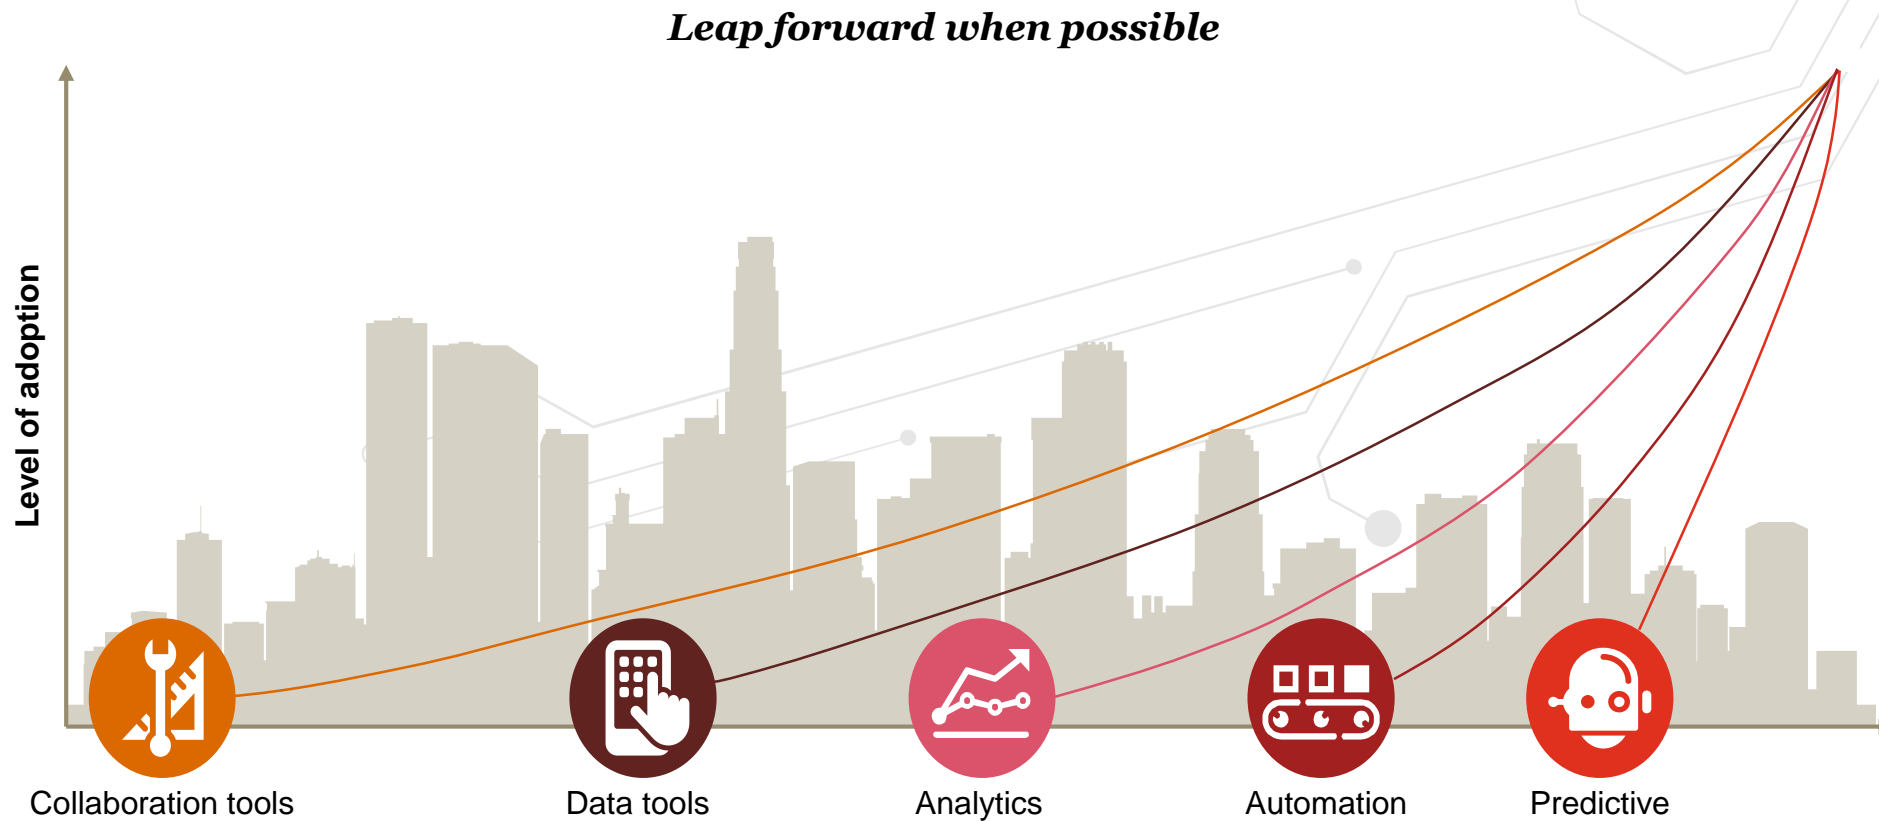 Leap forward when possible
Level of adoption
Collaboration tools
Data tools
Analytics
Automation
Predictive